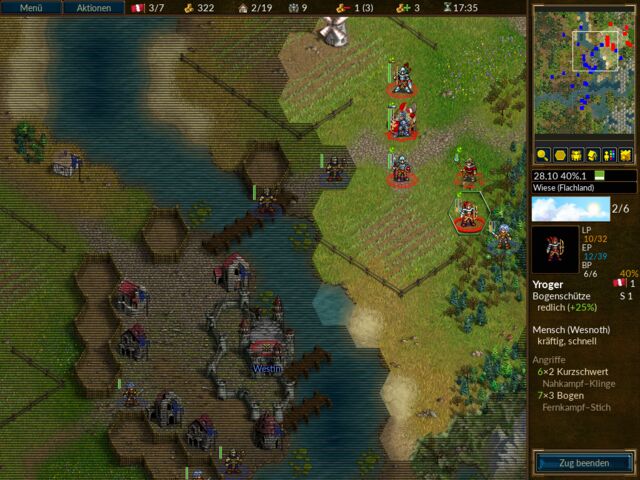 Menü Aktionen 3/7 322 2/19 9 1 (3) 3 17:35
28,10 40%,1
Wiese (Flachland)
2/6
LP
10/32
EP
12/39
BP
40%
6/6
Yroger 1
Bogenschütze S 1
redlich (+25%)
Mensch (Wesnoth)
kräftig, schnell
Angriffe
6×2 Kurzschwert
Nahkampf–Klinge
7×3 Bogen
Fernkampf–Stich
Westin
Zug beenden